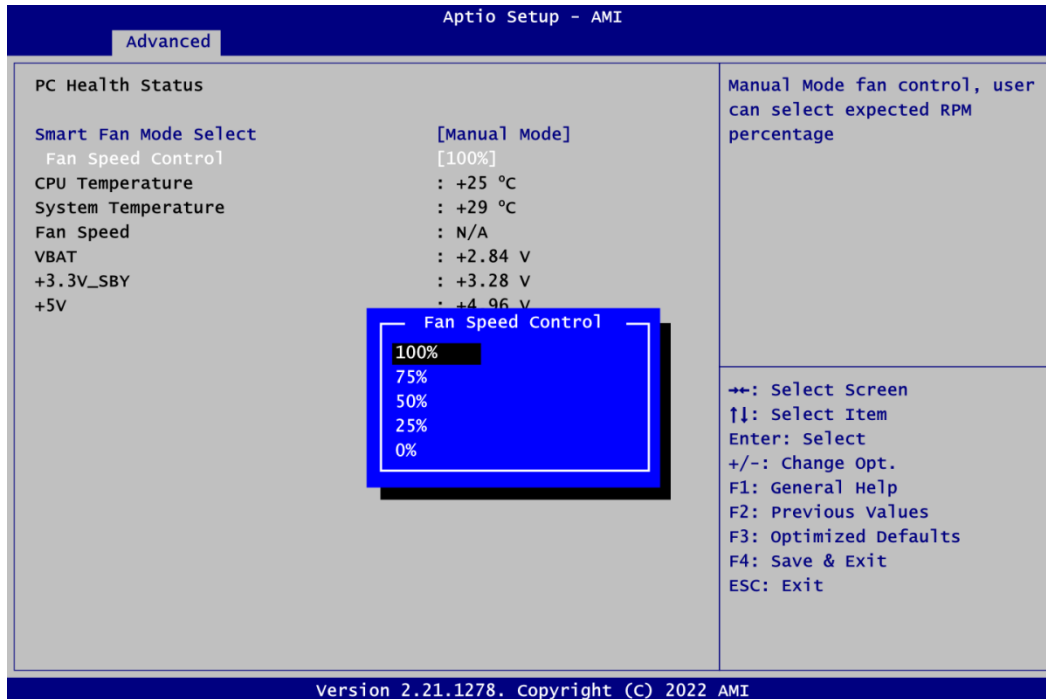 Aptio Setup - AMI
Advanced
PC Health Status
Smart Fan Mode Select [Manual Mode]
Fan Speed Control [100%]
CPU Temperature : +25 °C
System Temperature : +29 °C
Fan Speed : N/A
VBAT : +2.84 V
+3.3V_SBY : +3.28 V
+5V : +4.96 V
Fan Speed Control
100%
75%
50%
25%
0%
Manual Mode fan control, user
can select expected RPM
percentage
→←: Select Screen
↑↓: Select Item
Enter: Select
+/-: Change Opt.
F1: General Help
F2: Previous Values
F3: Optimized Defaults
F4: Save & Exit
ESC: Exit
Version 2.21.1278. Copyright (C) 2022 AMI